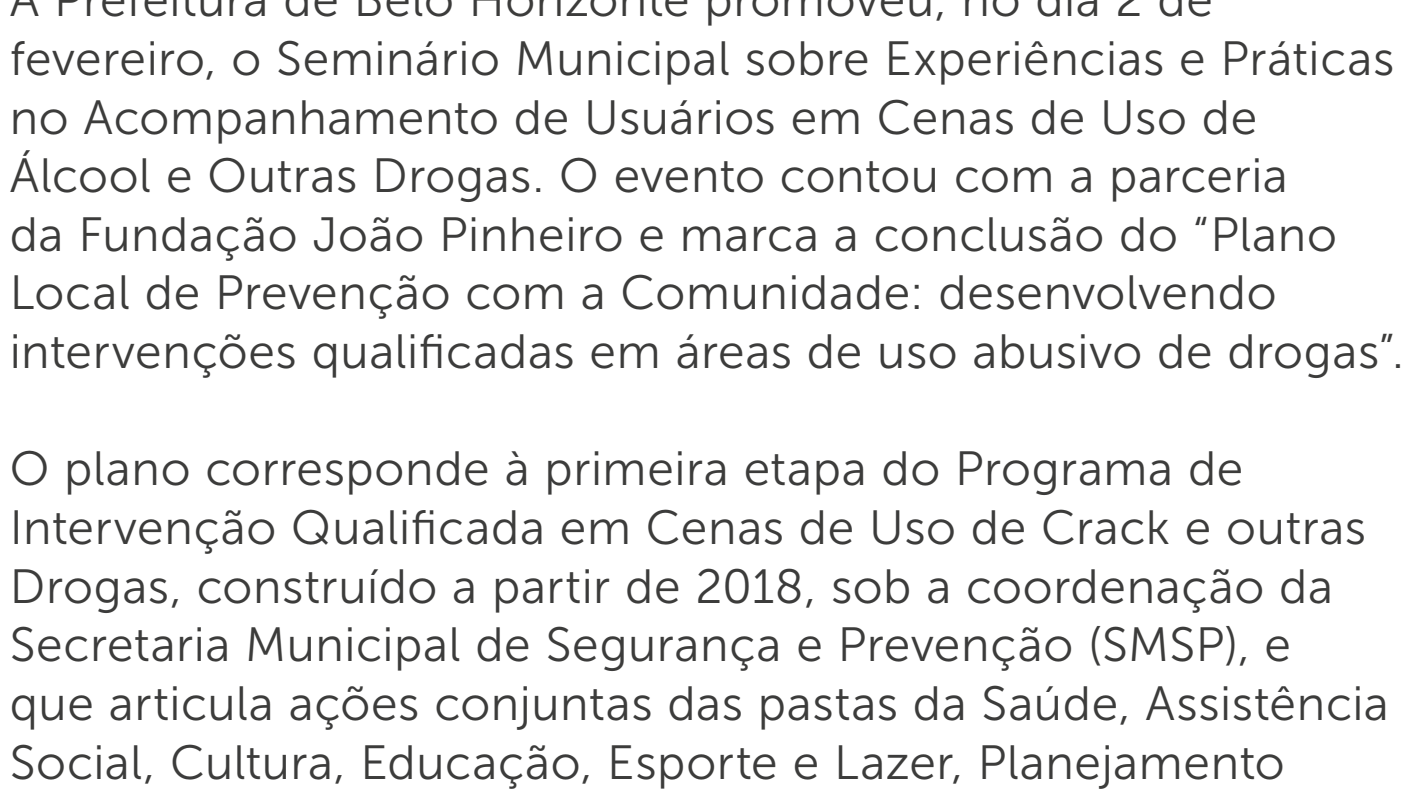 A Prefeitura de Belo Horizonte promoveu, no dia 2 de
fevereiro, o Seminário Municipal sobre Experiências e Práticas
no Acompanhamento de Usuários em Cenas de Uso de
Álcool e Outras Drogas. O evento contou com a parceria
da Fundação João Pinheiro e marca a conclusão do “Plano
Local de Prevenção com a Comunidade: desenvolvendo
intervenções qualificadas em áreas de uso abusivo de drogas”.
O plano corresponde à primeira etapa do Programa de
Intervenção Qualificada em Cenas de Uso de Crack e outras
Drogas, construído a partir de 2018, sob a coordenação da
Secretaria Municipal de Segurança e Prevenção (SMSP), e
que articula ações conjuntas das pastas da Saúde, Assistência
Social, Cultura, Educação, Esporte e Lazer, Planejamento